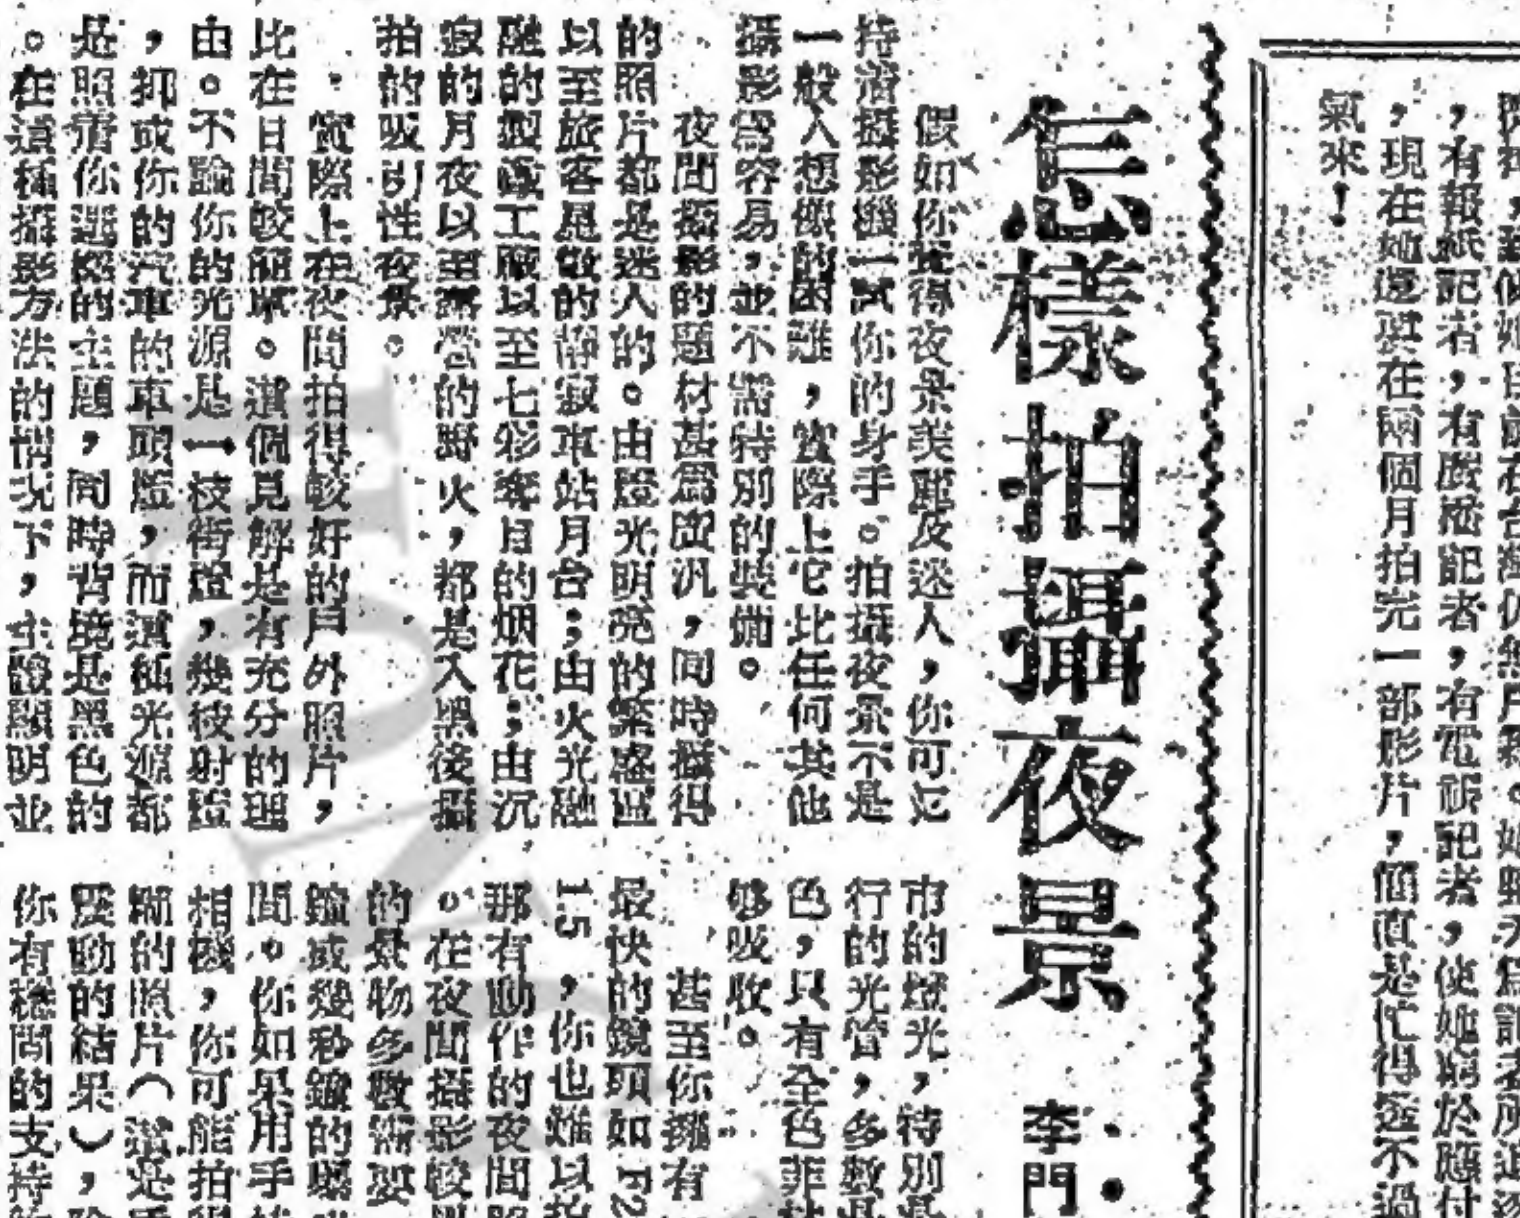 ，有報紙記者，有廣播記者，有電視記者，使她窮於應付
，現在她還要在兩個月拍完一部影片，簡直是忙得透不過
氣來！
怎樣拍攝夜景
李門
假如你覺得夜景美麗及迷人，你可
持着攝影機一試你的身手。拍攝夜景不是
一般人想像的困難，實際上它比任何其他
攝影需容易，並不需特別的裝備。
夜間攝影的題材甚爲廣汎，同時攝得
的照片都是迷人的。由燈光明亮的繁盛區
以至旅客星散的靜寂車站月台；由火光融
融的製造工廠以至七彩奪目的烟花；由沉
寂的月夜以至露營的野火，都是入黑後攝
拍的吸引性夜景。
實際上在夜間拍得較好的戶外照片，
比在日間較簡單。這個見解是有充分的理
由。不論你的光源是一枝街燈，幾枝射燈
，抑或你的汽車的車頭燈，而這種光源都
是照着你選擇的主題，同時背境是黑色的
。在這種攝影方法的情況下，主體顯明並
市的燈光，特別是
行的光管，多數是
色，只有全色菲林
够吸收。
甚至你擁有
最快的鏡頭如F2
1.5，你也難以拍
那有動作的夜間照
。在夜間攝影較
的景物多數需要
鐘或幾秒鐘的曝
間。你如果用手持
相機，你可能拍得
糊的照片（這是手
震動的結果），除
你有穩固的支持